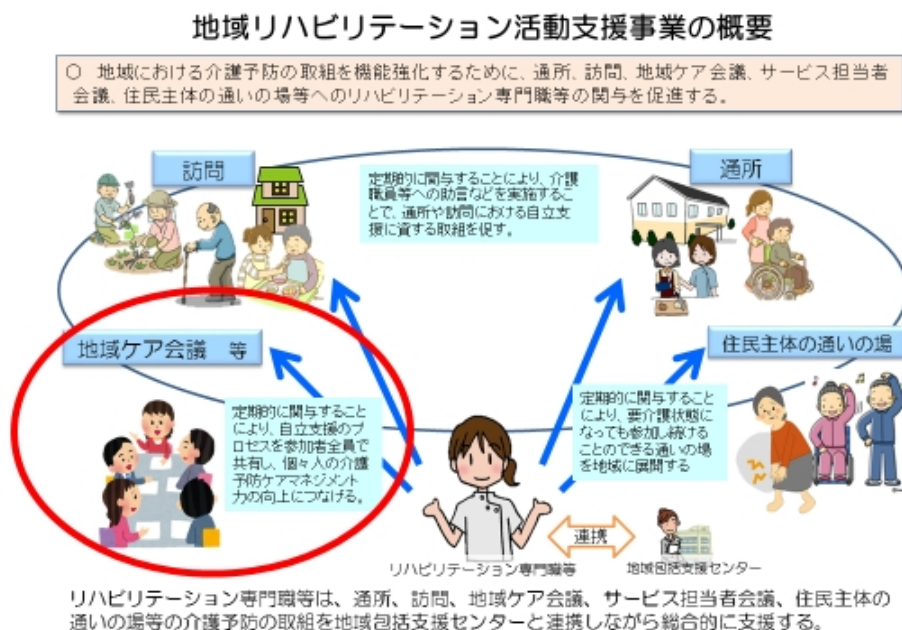 地域リハビリテーション活動支援事業の概要
○ 地域における介護予防の取組を機能強化するために、通所、訪問、地域ケア会議、サービス担当者
会議、住民主体の通いの場等へのリハビリテーション専門職等の関与を促進する。
訪問
定期的に関与することにより、介護
職員等への助言などを実施するこ
とで、通所や訪問における自立支
援に資する取組を促す。
通所
地域ケア会議 等
定期的に関与すること
により、自立支援のプ
ロセスを参加者全員で
共有し、個々人の介護
予防ケアマネジメント
力の向上につなげる。
住民主体の通いの場
定期的に関与すること
により、要介護状態に
なっても参加し続ける
ことのできる通いの場
を地域に展開する
連携
リハビリテーション専門職等
地域包括支援センター
リハビリテーション専門職等は、通所、訪問、地域ケア会議、サービス担当者会議、住民主体の
通いの場等の介護予防の取組を地域包括支援センターと連携しながら総合的に支援する。